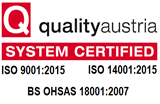 Q qualityaustria
SYSTEM CERTIFIED
ISO 9001:2015 ISO 14001:2015
BS OHSAS 18001:2007